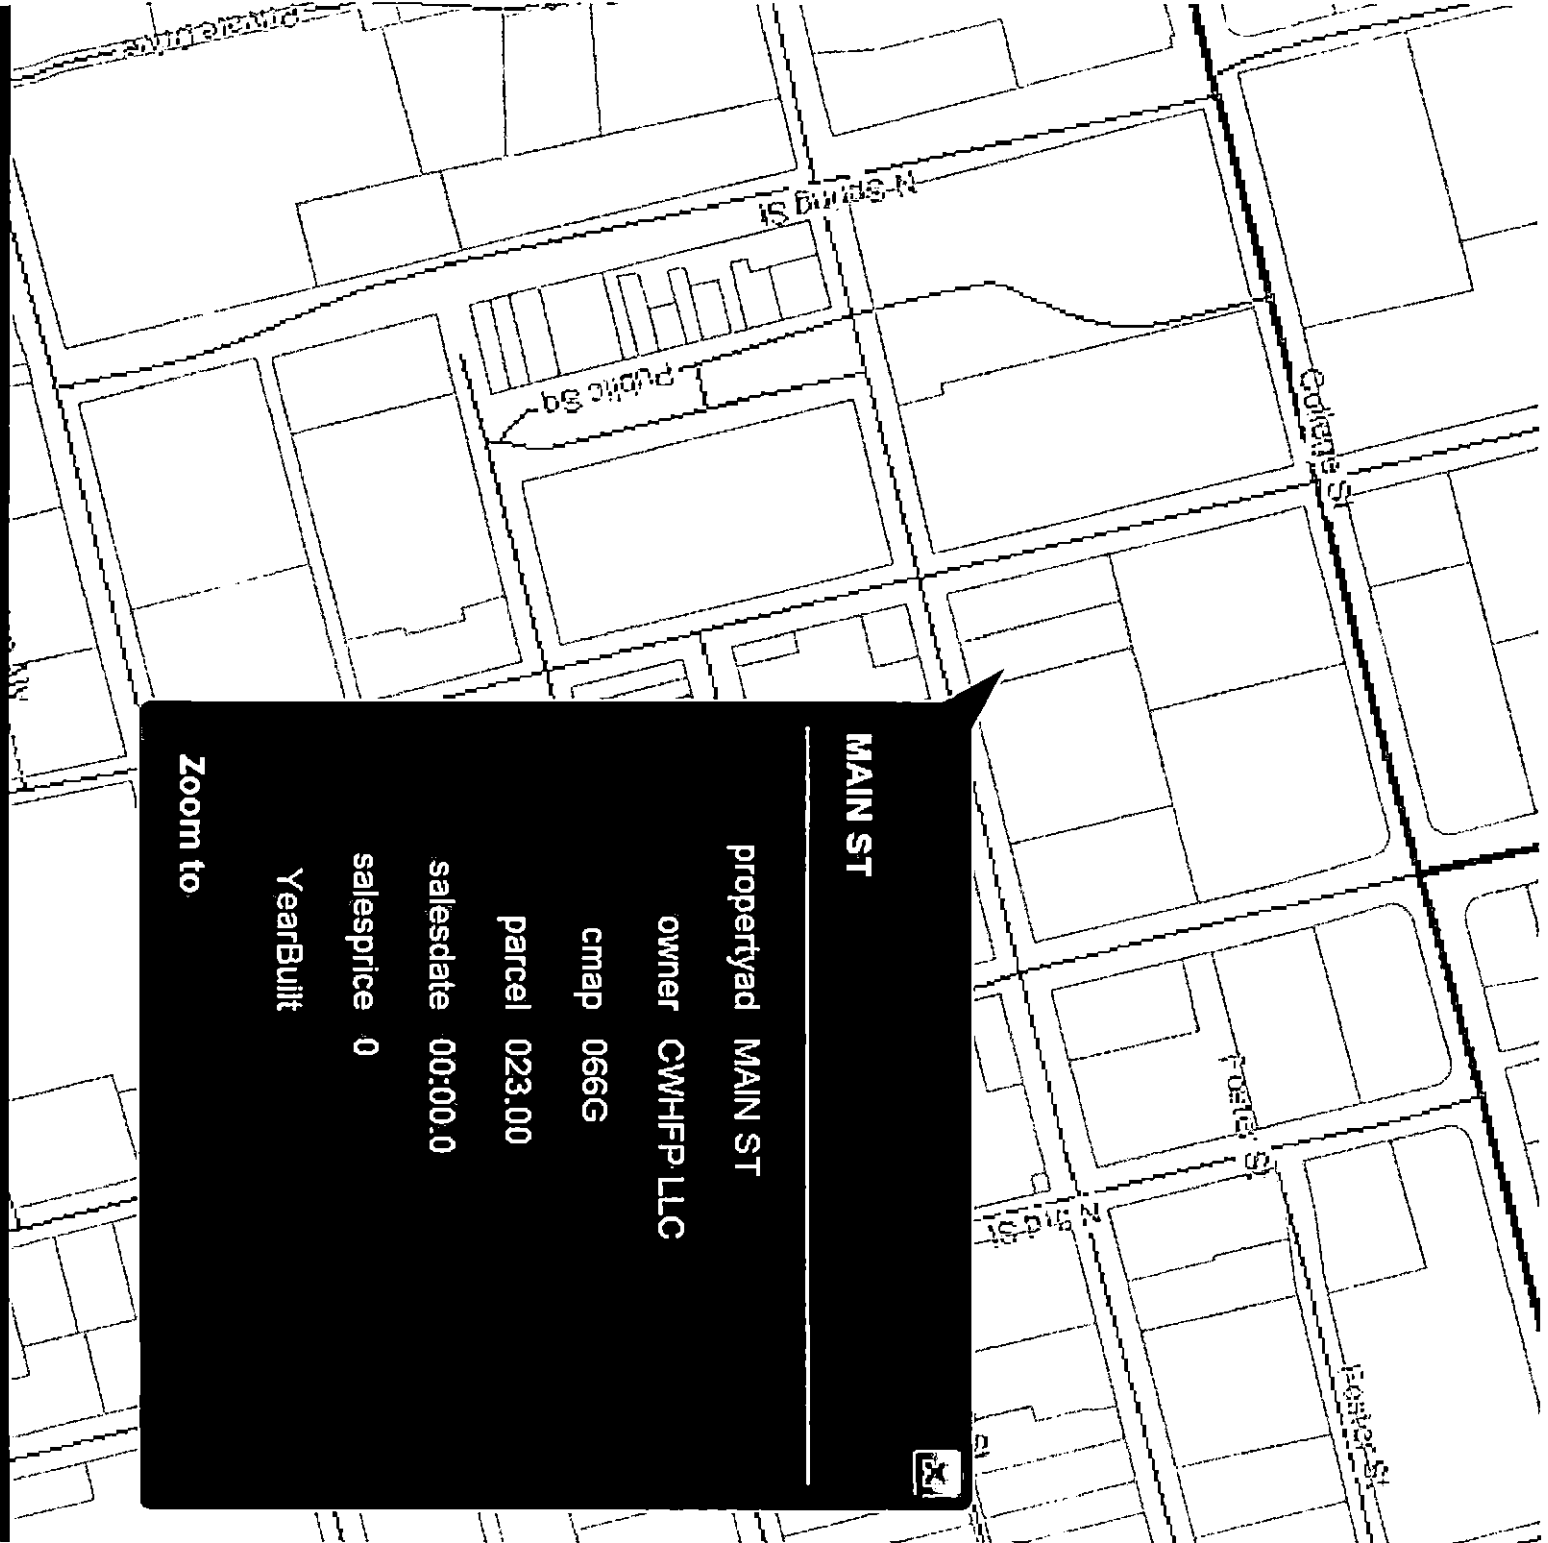 MAIN ST
propertyad MAIN ST
owner CWHFP LLC
cmap 066G
parcel 023.00
salesdate 00:00.0
salesprice 0
YearBuilt
Zoom to
N Spring St
Public Sq
College St
Foster St
N 3rd St
Foster St